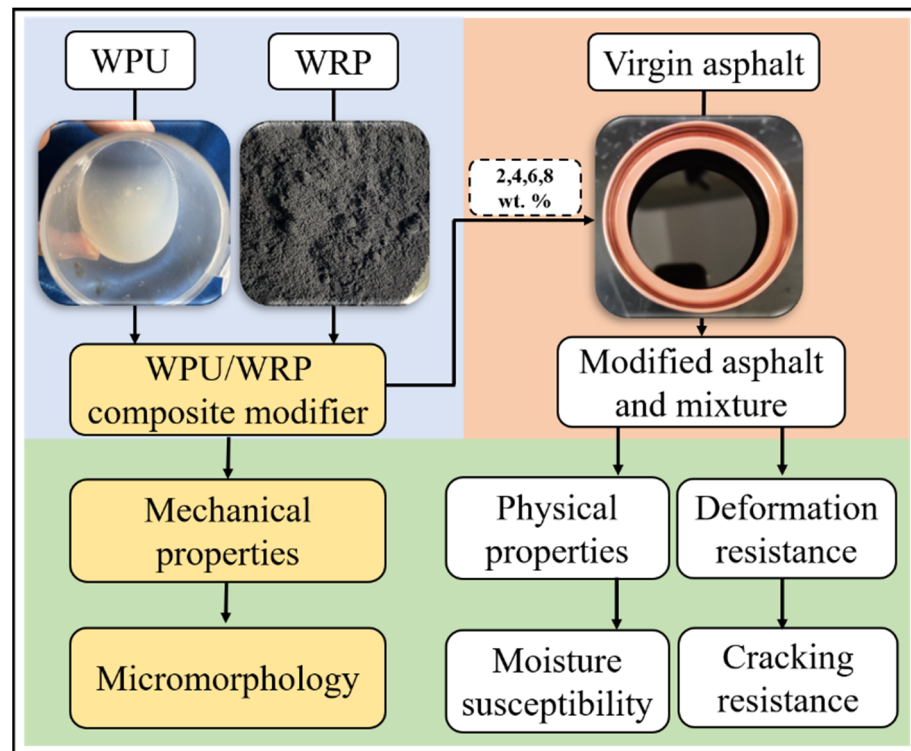 WPU
WRP
Virgin asphalt
2,4,6,8
wt. %
WPU/WRP
composite modifier
Modified asphalt
and mixture
Mechanical
properties
Physical
properties
Deformation
resistance
Micromorphology
Moisture
susceptibility
Cracking
resistance